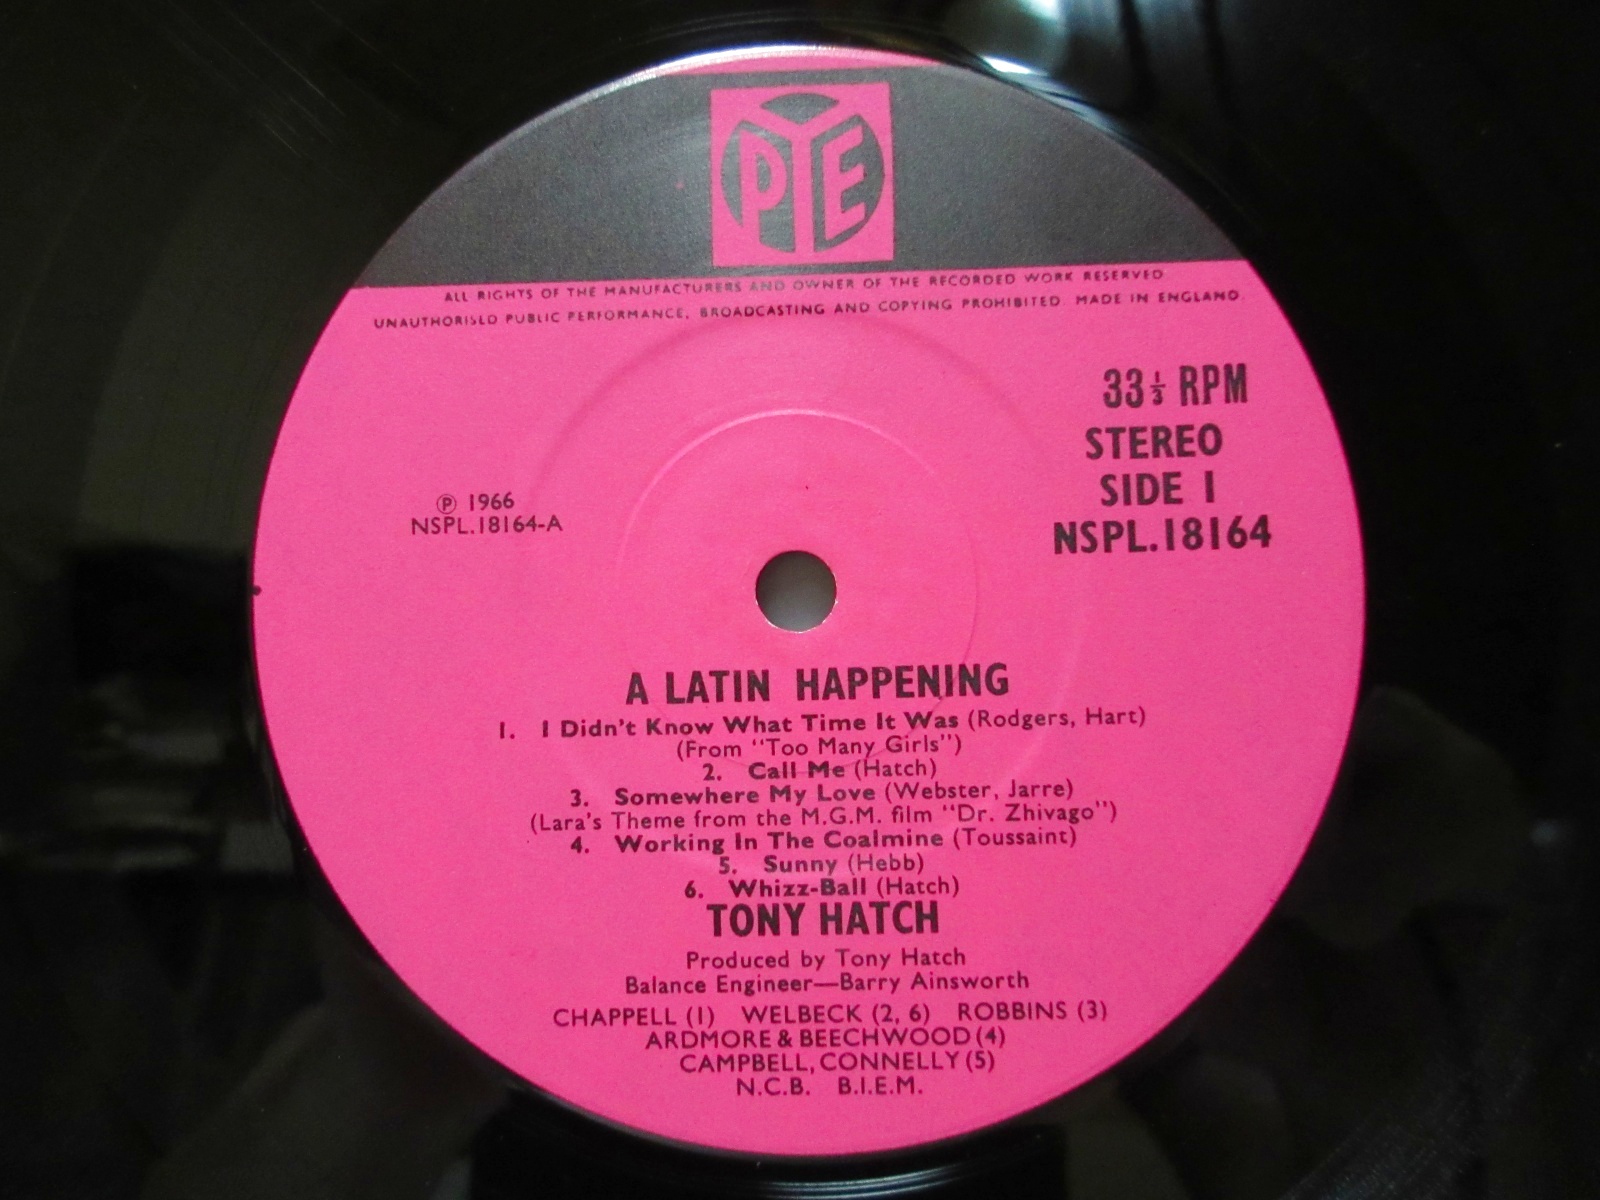 PYE
ALL RIGHTS OF THE MANUFACTURERS AND OWNER OF THE RECORDED WORK RESERVED
UNAUTHORISED PUBLIC PERFORMANCE, BROADCASTING AND COPYING PROHIBITED. MADE IN ENGLAND.
33⅓ RPM
STEREO
SIDE 1
NSPL.18164
℗ 1966
NSPL.18164-A
A LATIN HAPPENING
1. I Didn't Know What Time It Was (Rodgers, Hart)
(From "Too Many Girls")
2. Call Me (Hatch)
3. Somewhere My Love (Webster, Jarre)
(Lara's Theme from the M.G.M. film "Dr. Zhivago")
4. Working In The Coalmine (Toussaint)
5. Sunny (Hebb)
6. Whizz-Ball (Hatch)
TONY HATCH
Produced by Tony Hatch
Balance Engineer—Barry Ainsworth
CHAPPELL (1) WELBECK (2, 6) ROBBINS (3)
ARDMORE & BEECHWOOD (4)
CAMPBELL, CONNELLY (5)
N.C.B. B.I.E.M.